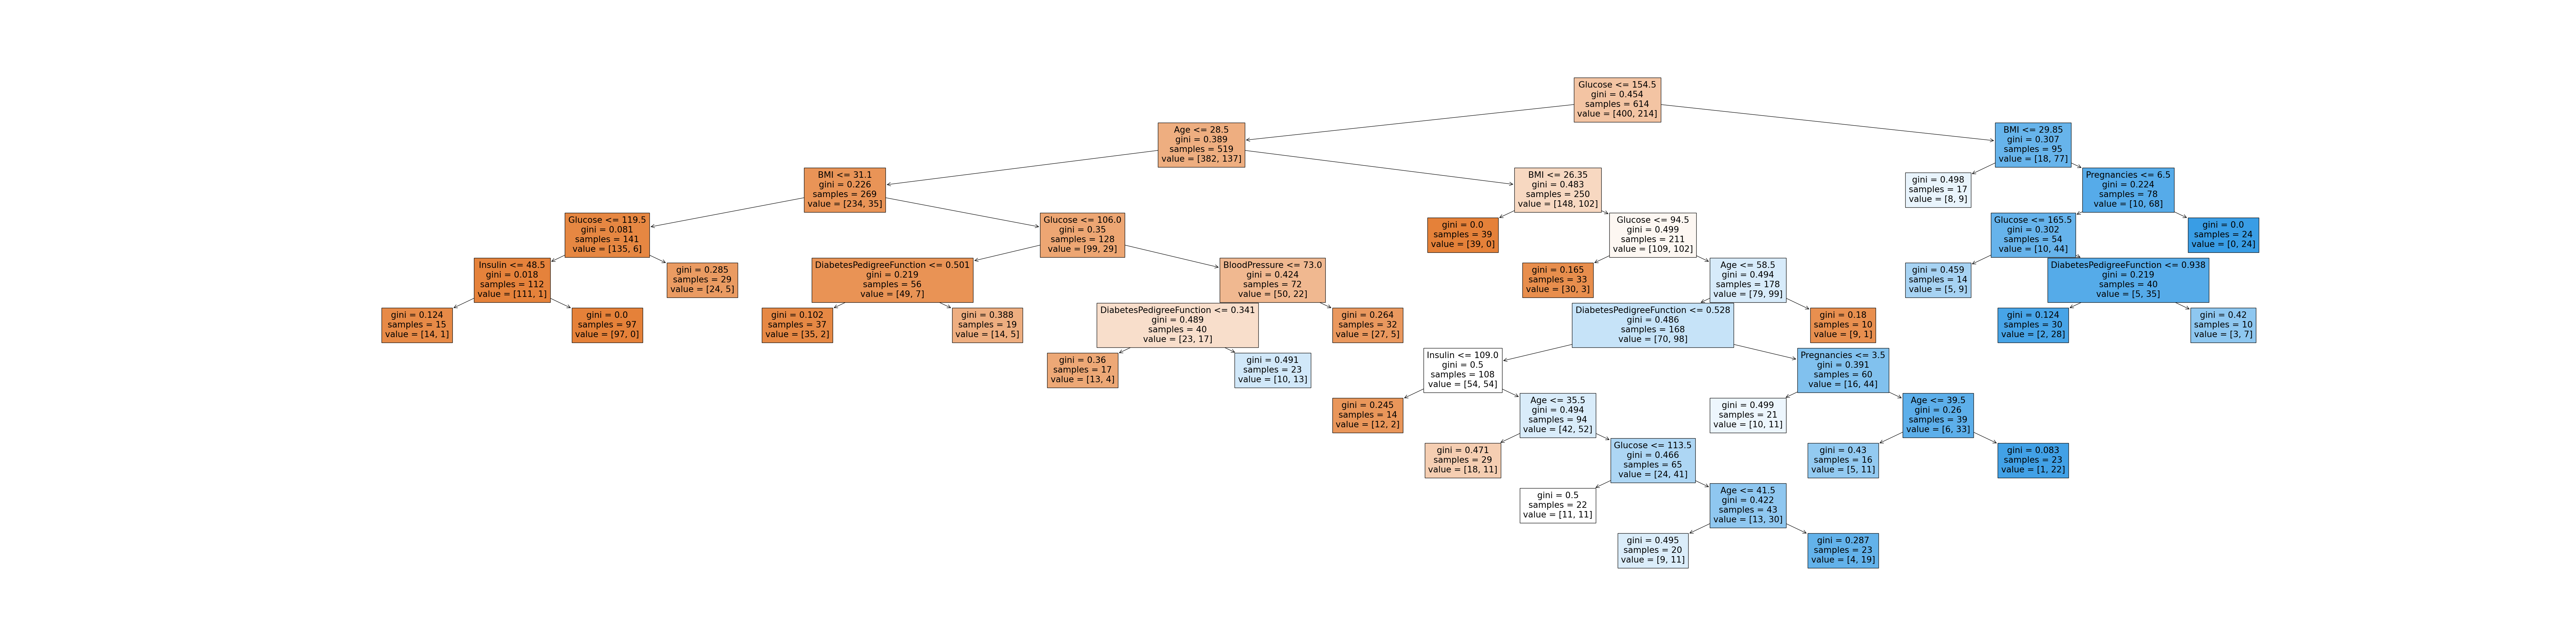 Glucose <= 154.5
gini = 0.454
samples = 614
value = [400, 214]
Age <= 28.5
gini = 0.389
samples = 519
value = [382, 137]
BMI <= 29.85
gini = 0.307
samples = 95
value = [18, 77]
BMI <= 31.1
gini = 0.226
samples = 269
value = [234, 35]
BMI <= 26.35
gini = 0.483
samples = 250
value = [148, 102]
gini = 0.498
samples = 17
value = [8, 9]
Pregnancies <= 6.5
gini = 0.224
samples = 78
value = [10, 68]
Glucose <= 119.5
gini = 0.081
samples = 141
value = [135, 6]
Glucose <= 106.0
gini = 0.35
samples = 128
value = [99, 29]
gini = 0.0
samples = 39
value = [39, 0]
Glucose <= 94.5
gini = 0.499
samples = 211
value = [109, 102]
Glucose <= 165.5
gini = 0.302
samples = 54
value = [10, 44]
gini = 0.0
samples = 24
value = [0, 24]
Insulin <= 48.5
gini = 0.018
samples = 112
value = [111, 1]
gini = 0.285
samples = 29
value = [24, 5]
DiabetesPedigreeFunction <= 0.501
gini = 0.219
samples = 56
value = [49, 7]
BloodPressure <= 73.0
gini = 0.424
samples = 72
value = [50, 22]
gini = 0.165
samples = 33
value = [30, 3]
Age <= 58.5
gini = 0.494
samples = 178
value = [79, 99]
gini = 0.459
samples = 14
value = [5, 9]
DiabetesPedigreeFunction <= 0.938
gini = 0.219
samples = 40
value = [5, 35]
gini = 0.124
samples = 15
value = [14, 1]
gini = 0.0
samples = 97
value = [97, 0]
gini = 0.102
samples = 37
value = [35, 2]
gini = 0.388
samples = 19
value = [14, 5]
DiabetesPedigreeFunction <= 0.341
gini = 0.489
samples = 40
value = [23, 17]
gini = 0.264
samples = 32
value = [27, 5]
DiabetesPedigreeFunction <= 0.528
gini = 0.486
samples = 168
value = [70, 98]
gini = 0.18
samples = 10
value = [9, 1]
gini = 0.124
samples = 30
value = [2, 28]
gini = 0.42
samples = 10
value = [3, 7]
gini = 0.36
samples = 17
value = [13, 4]
gini = 0.491
samples = 23
value = [10, 13]
Insulin <= 109.0
gini = 0.5
samples = 108
value = [54, 54]
Pregnancies <= 3.5
gini = 0.391
samples = 60
value = [16, 44]
gini = 0.245
samples = 14
value = [12, 2]
Age <= 35.5
gini = 0.494
samples = 94
value = [42, 52]
gini = 0.499
samples = 21
value = [10, 11]
Age <= 39.5
gini = 0.26
samples = 39
value = [6, 33]
gini = 0.471
samples = 29
value = [18, 11]
Glucose <= 113.5
gini = 0.466
samples = 65
value = [24, 41]
gini = 0.43
samples = 16
value = [5, 11]
gini = 0.083
samples = 23
value = [1, 22]
gini = 0.5
samples = 22
value = [11, 11]
Age <= 41.5
gini = 0.422
samples = 43
value = [13, 30]
gini = 0.495
samples = 20
value = [9, 11]
gini = 0.287
samples = 23
value = [4, 19]